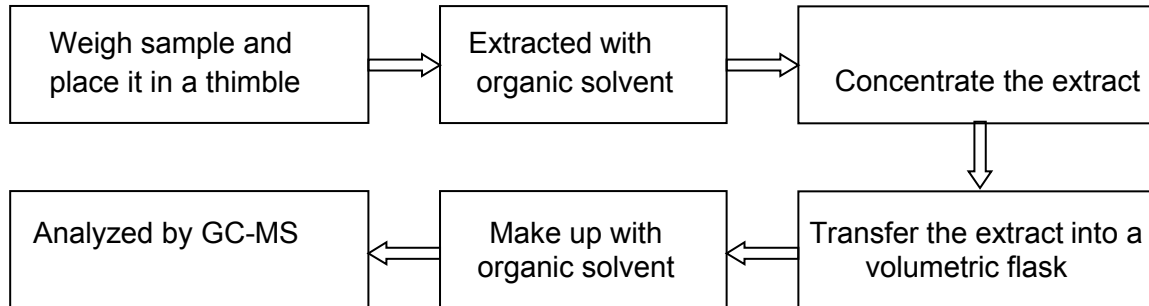 Weigh sample and
place it in a thimble
Extracted with
organic solvent
Concentrate the extract
Transfer the extract into a
volumetric flask
Make up with
organic solvent
Analyzed by GC-MS